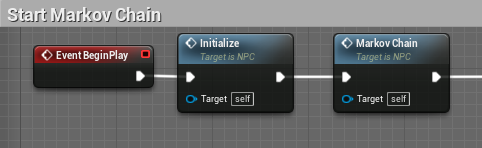 Start Markov Chain
Event BeginPlay
Initialize
Target is NPC
Target self
Markov Chain
Target is NPC
Target self